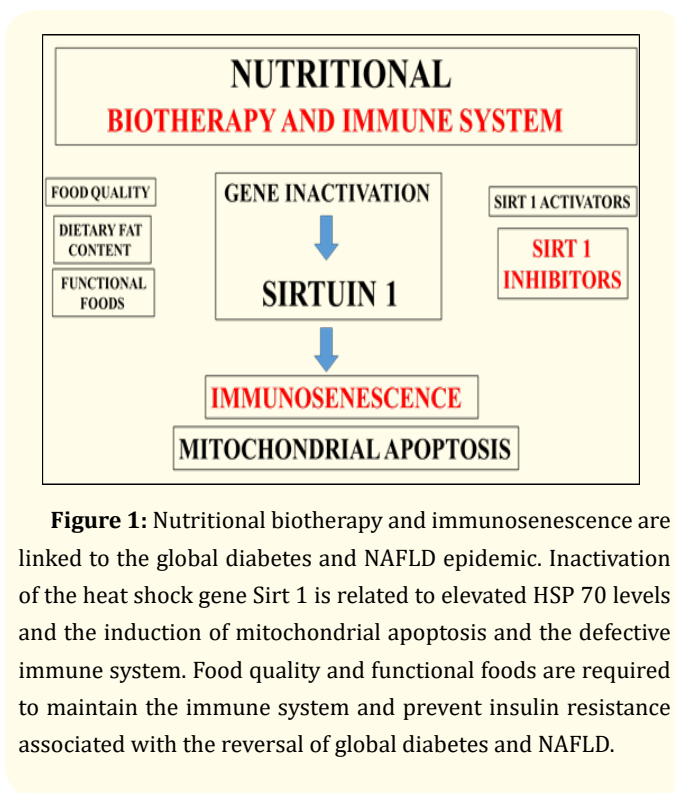 NUTRITIONAL
BIOTHERAPY AND IMMUNE SYSTEM
FOOD QUALITY
DIETARY FAT
CONTENT
FUNCTIONAL
FOODS
GENE INACTIVATION
SIRTUIN 1
SIRT 1 ACTIVATORS
SIRT 1
INHIBITORS
IMMUNOSENESCENCE
MITOCHONDRIAL APOPTOSIS
Figure 1: Nutritional biotherapy and immunosenescence are
linked to the global diabetes and NAFLD epidemic. Inactivation
of the heat shock gene Sirt 1 is related to elevated HSP 70 levels
and the induction of mitochondrial apoptosis and the defective
immune system. Food quality and functional foods are required
to maintain the immune system and prevent insulin resistance
associated with the reversal of global diabetes and NAFLD.